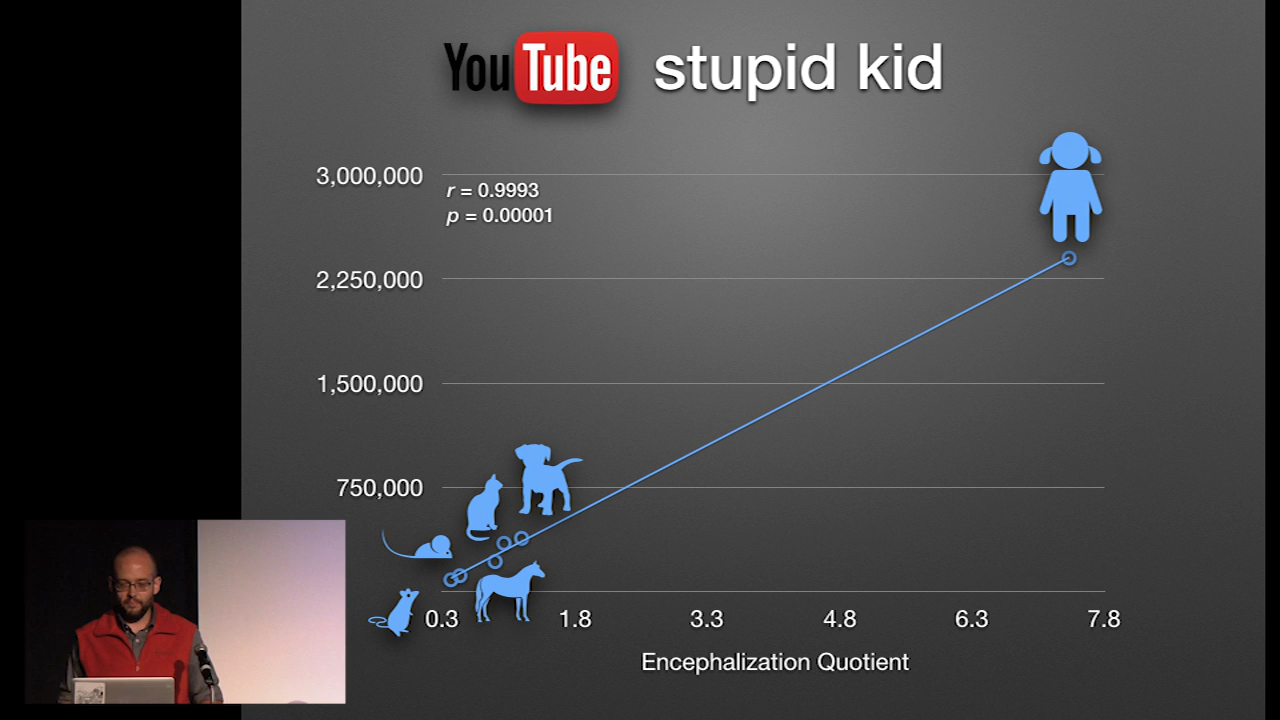 YouTube stupid kid
3,000,000
r = 0.9993
p = 0.00001
2,250,000
1,500,000
750,000
0.3 1.8 3.3 4.8 6.3 7.8
Encephalization Quotient